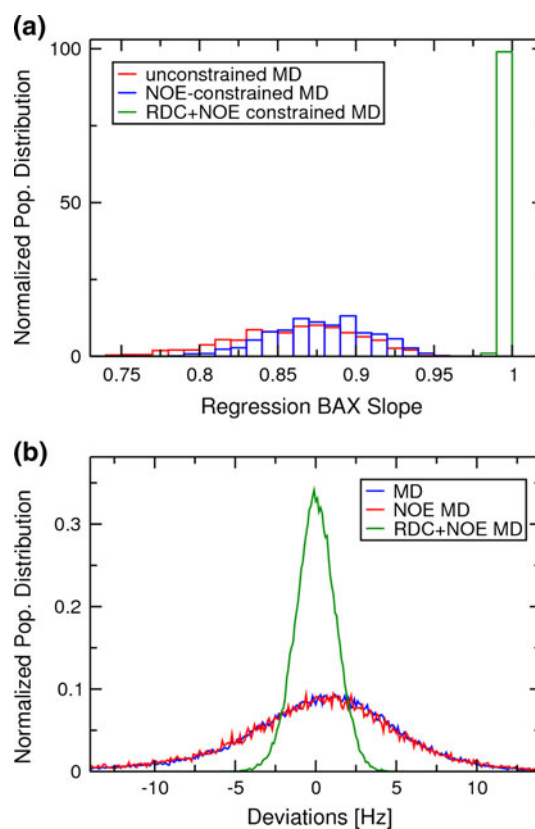 (a)
100
50
0
Normalized Pop. Distribution
unconstrained MD
NOE-constrained MD
RDC+NOE constrained MD
0.75 0.8 0.85 0.9 0.95 1
Regression BAX Slope
(b)
0.3
0.2
0.1
0
Normalized Pop. Distribution
MD
NOE MD
RDC+NOE MD
-10 -5 0 5 10
Deviations [Hz]